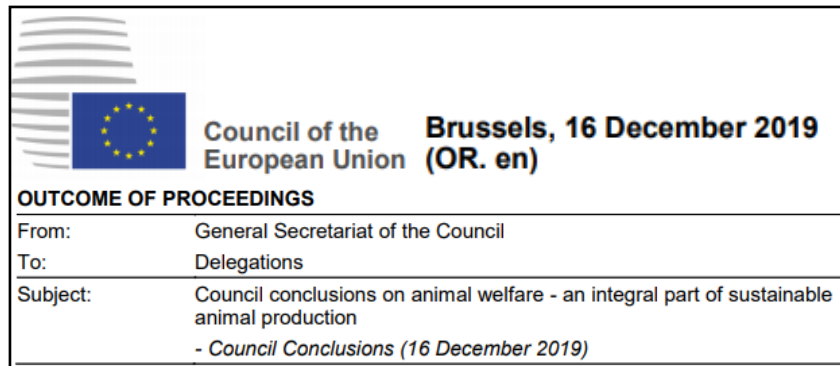 Council of the
European Union
Brussels, 16 December 2019
(OR. en)
OUTCOME OF PROCEEDINGS
From: General Secretariat of the Council
To: Delegations
Subject: Council conclusions on animal welfare - an integral part of sustainable
animal production
- Council Conclusions (16 December 2019)